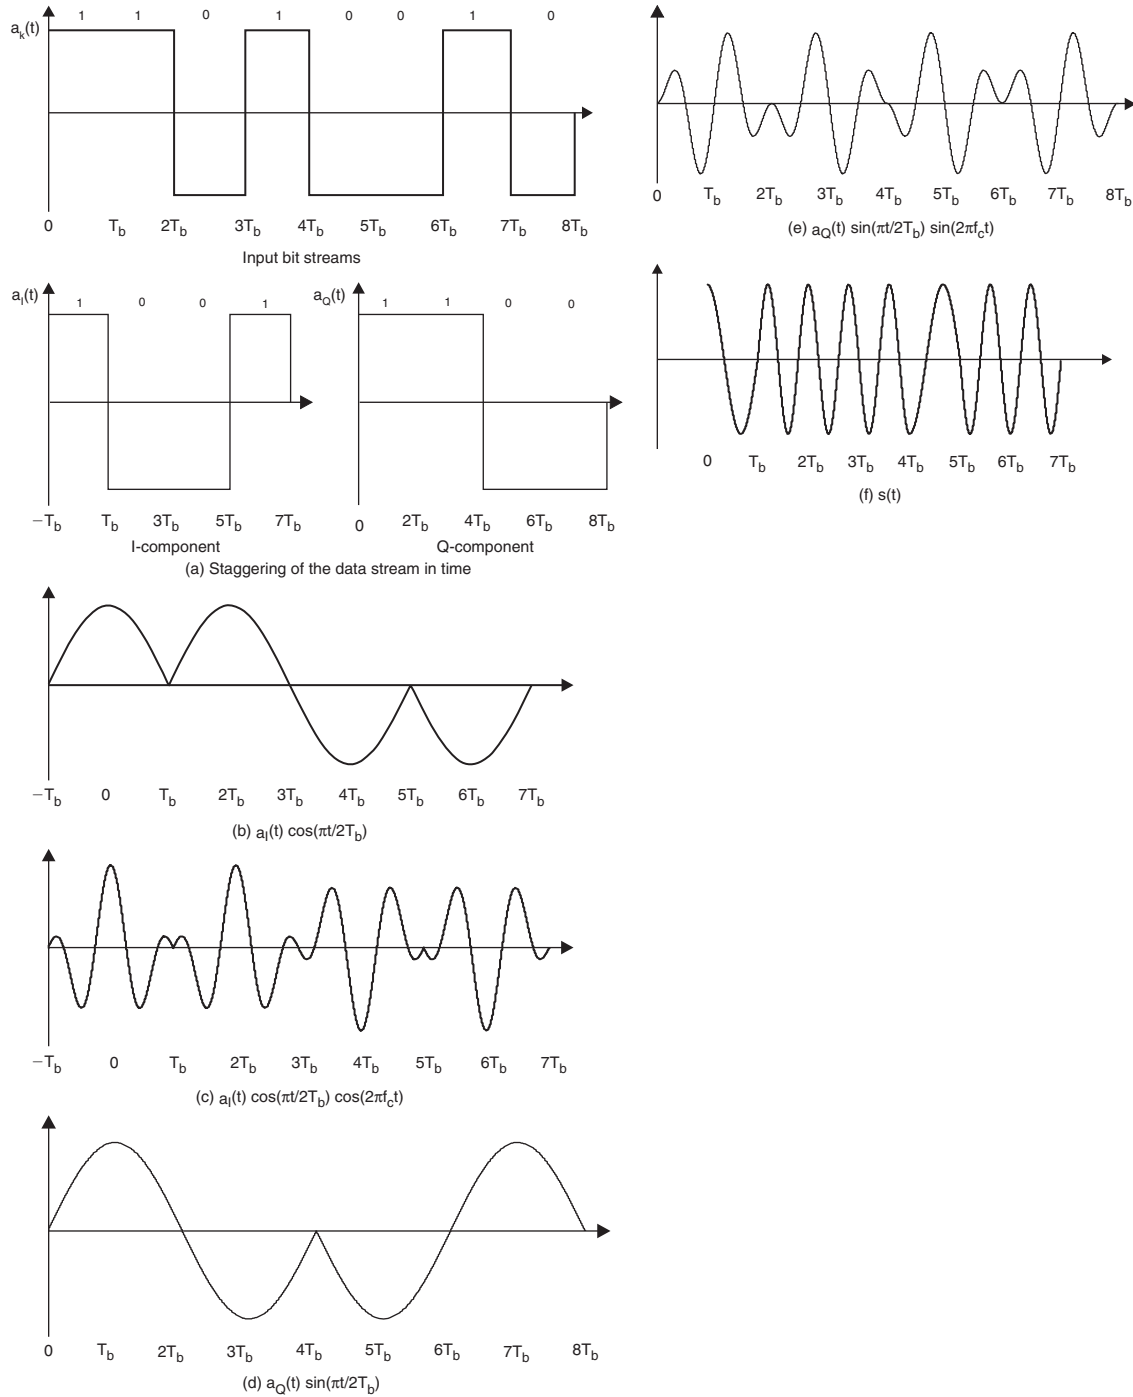 a_k(t)
1 1 0 1 0 0 1 0
0 T_b 2T_b 3T_b 4T_b 5T_b 6T_b 7T_b 8T_b
Input bit streams
a_I(t)
1 0 0 1
−T_b T_b 3T_b 5T_b 7T_b
I-component
a_Q(t)
1 1 0 0
0 2T_b 4T_b 6T_b 8T_b
Q-component
(a) Staggering of the data stream in time
−T_b 0 T_b 2T_b 3T_b 4T_b 5T_b 6T_b 7T_b
(b) a_I(t) cos(πt/2T_b)
−T_b 0 T_b 2T_b 3T_b 4T_b 5T_b 6T_b 7T_b
(c) a_I(t) cos(πt/2T_b) cos(2πf_ct)
0 T_b 2T_b 3T_b 4T_b 5T_b 6T_b 7T_b 8T_b
(d) a_Q(t) sin(πt/2T_b)
0 T_b 2T_b 3T_b 4T_b 5T_b 6T_b 7T_b 8T_b
(e) a_Q(t) sin(πt/2T_b) sin(2πf_ct)
0 T_b 2T_b 3T_b 4T_b 5T_b 6T_b 7T_b
(f) s(t)